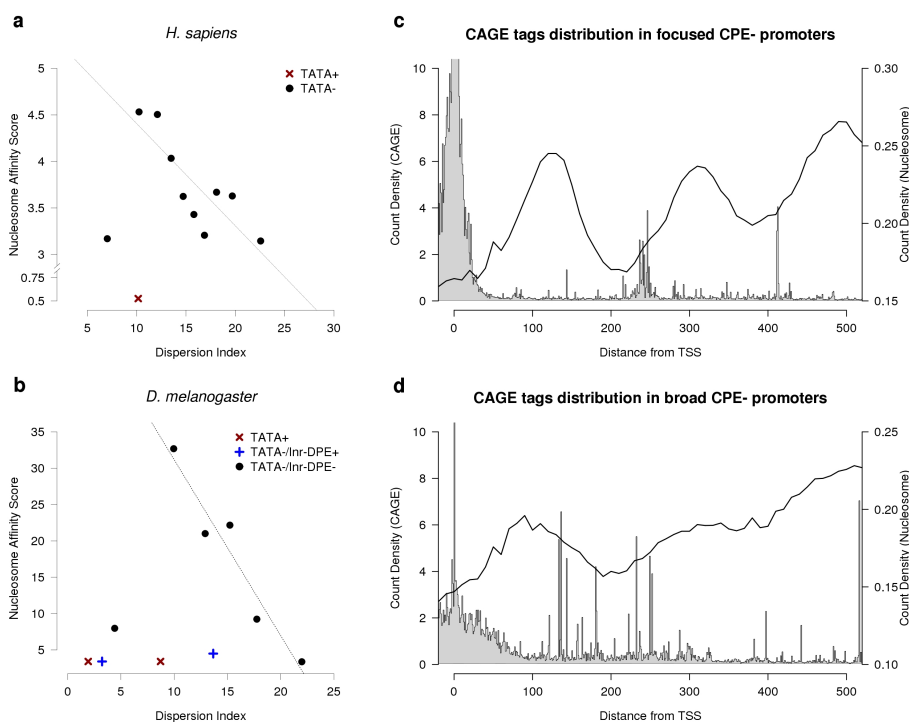 a
H. sapiens
Nucleosome Affinity Score
5
4.5
4
3.5
3
0.75
0.5
TATA+
TATA-
5 10 15 20 25 30
Dispersion Index
b
D. melanogaster
Nucleosome Affinity Score
35
30
25
20
15
10
5
TATA+
TATA-/Inr-DPE+
TATA-/Inr-DPE-
0 5 10 15 20 25
Dispersion Index
c
CAGE tags distribution in focused CPE- promoters
Count Density (CAGE)
10
8
6
4
2
0
0.30
0.25
0.20
0.15
Count Density (Nucleosome)
0 100 200 300 400 500
Distance from TSS
d
CAGE tags distribution in broad CPE- promoters
Count Density (CAGE)
10
8
6
4
2
0
0.25
0.20
0.15
0.10
Count Density (Nucleosome)
0 100 200 300 400 500
Distance from TSS